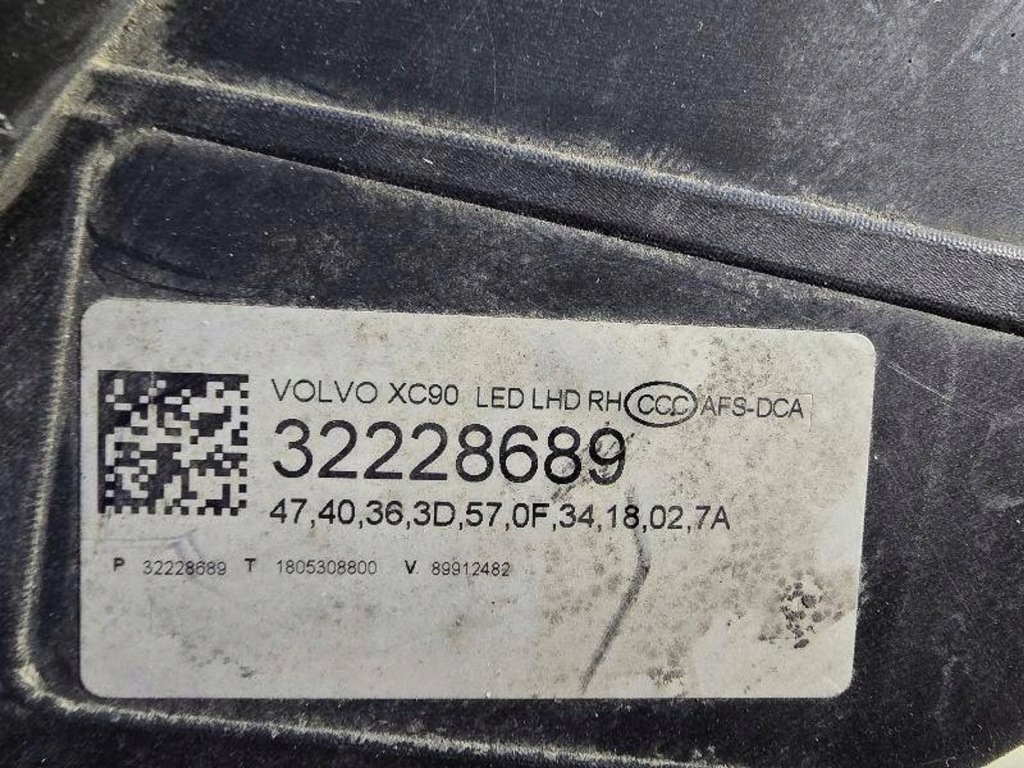 VOLVO XC90 LED LHD RH CCC AFS-DCA
32228689
47,40,36,3D,57,0F,34,18,02,7A
P 32228689 T 1805308800 V 89912482